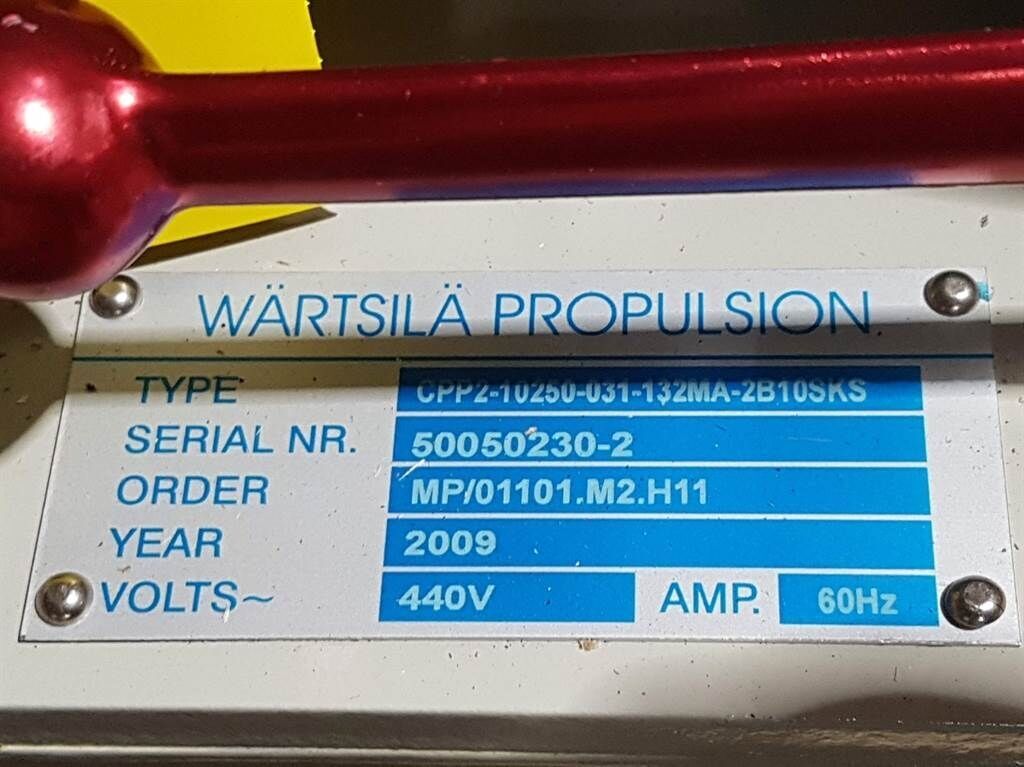 WÄRTSILÄ PROPULSION
TYPE CPP2-10250-031-132MA-2B10SKS
SERIAL NR. 50050230-2
ORDER MP/01101.M2.H11
YEAR 2009
VOLTS~ 440V AMP. 60Hz